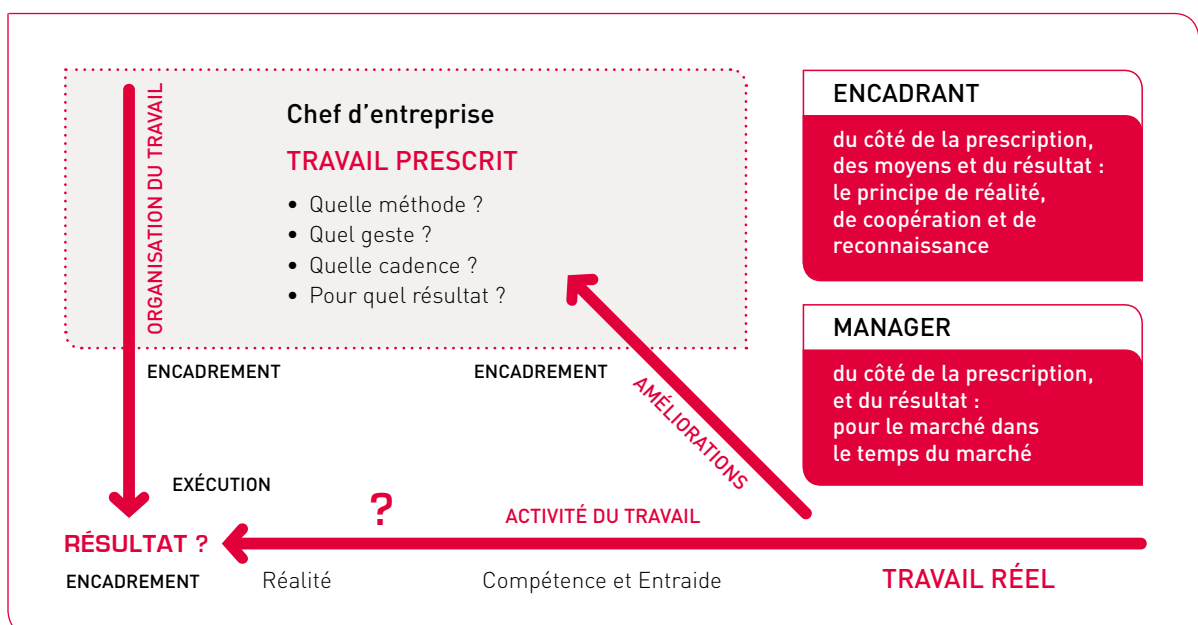 ORGANISATION DU TRAVAIL
Chef d'entreprise
TRAVAIL PRESCRIT
• Quelle méthode ?
• Quel geste ?
• Quelle cadence ?
• Pour quel résultat ?
ENCADREMENT
ENCADREMENT
AMÉLIORATIONS
EXÉCUTION
?
ACTIVITÉ DU TRAVAIL
RÉSULTAT ?
ENCADREMENT
Réalité
Compétence et Entraide
TRAVAIL RÉEL
ENCADRANT
du côté de la prescription,
des moyens et du résultat :
le principe de réalité,
de coopération et de
reconnaissance
MANAGER
du côté de la prescription,
et du résultat :
pour le marché dans
le temps du marché